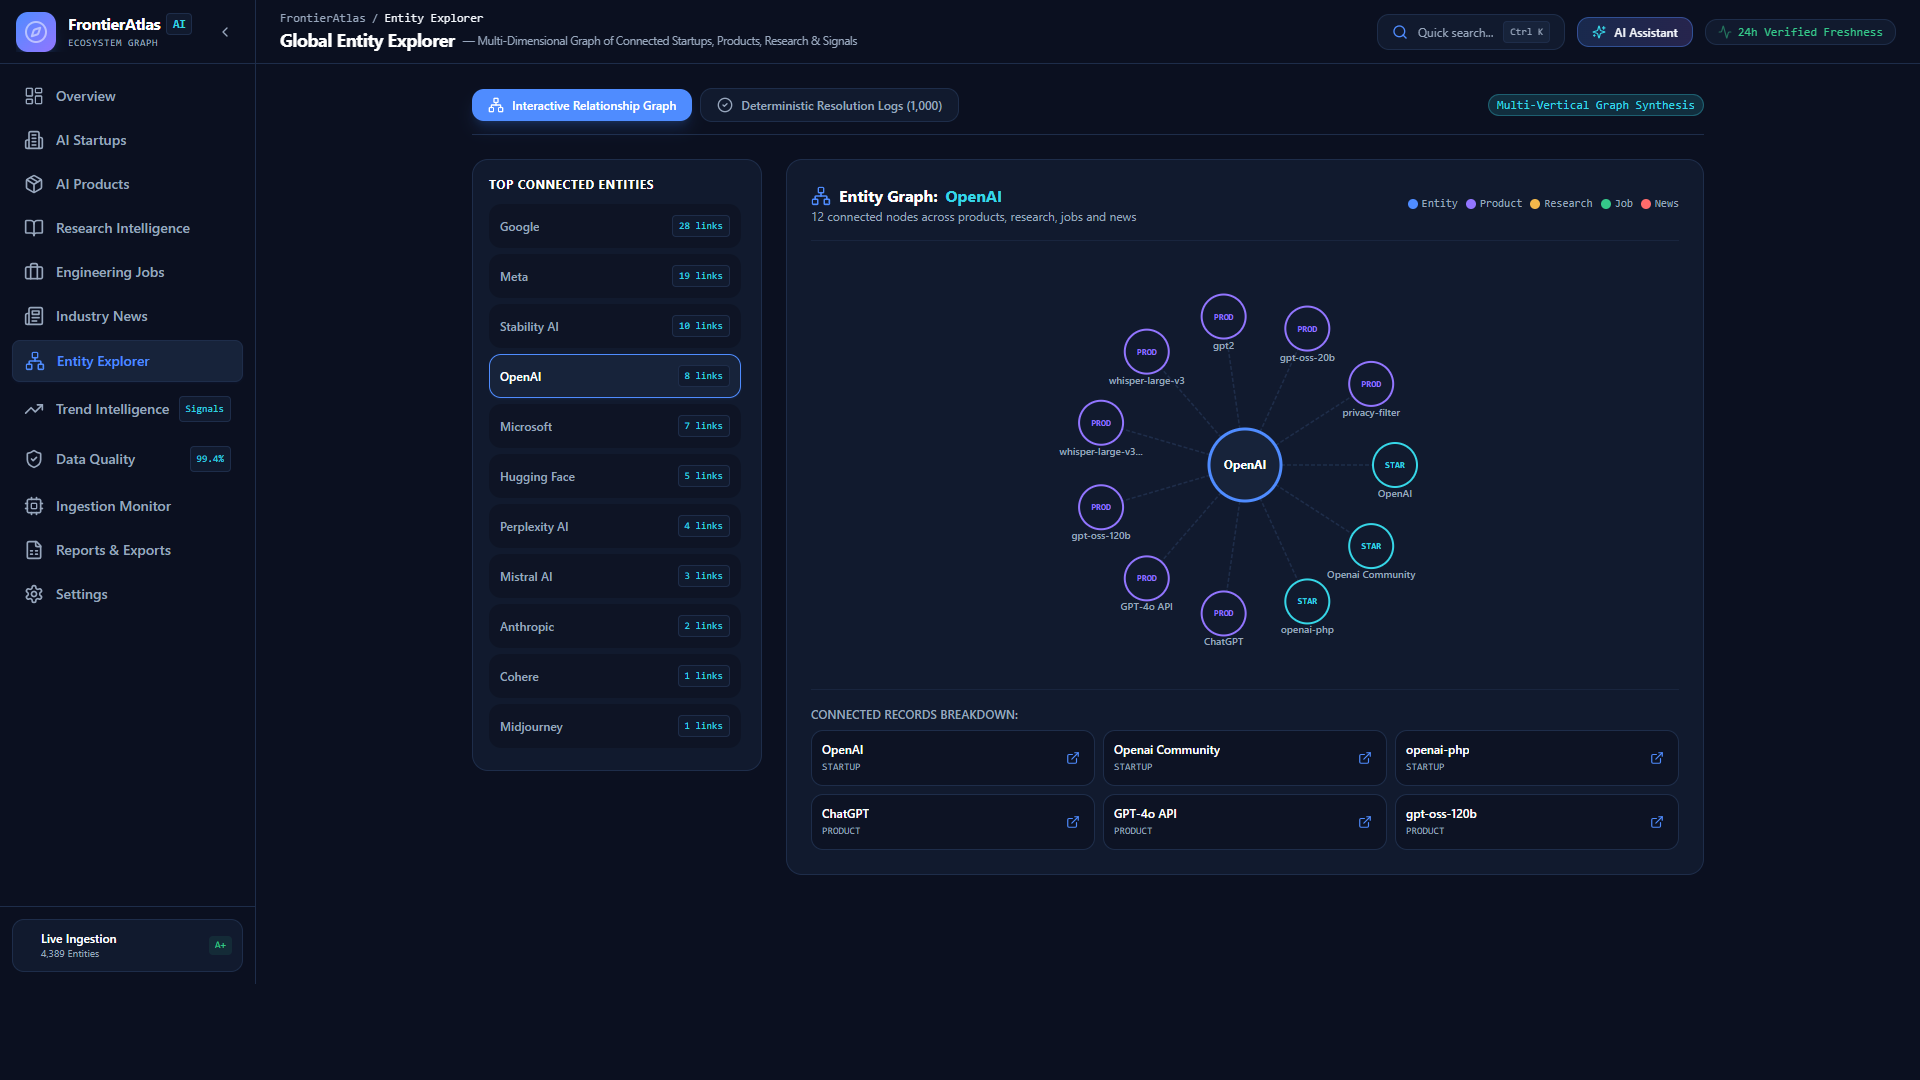 FrontierAtlas AI
ECOSYSTEM GRAPH
Overview
AI Startups
AI Products
Research Intelligence
Engineering Jobs
Industry News
Entity Explorer
Trend Intelligence Signals
Data Quality 99.4%
Ingestion Monitor
Reports & Exports
Settings
Live Ingestion
4,389 Entities
A+
FrontierAtlas / Entity Explorer
Global Entity Explorer — Multi-Dimensional Graph of Connected Startups, Products, Research & Signals
Quick search... Ctrl K
AI Assistant
24h Verified Freshness
Interactive Relationship Graph
Deterministic Resolution Logs (1,000)
Multi-Vertical Graph Synthesis
TOP CONNECTED ENTITIES
Google 28 links
Meta 19 links
Stability AI 10 links
OpenAI 8 links
Microsoft 7 links
Hugging Face 5 links
Perplexity AI 4 links
Mistral AI 3 links
Anthropic 2 links
Cohere 1 links
Midjourney 1 links
Entity Graph: OpenAI
12 connected nodes across products, research, jobs and news
Entity Product Research Job News
PROD
gpt2
PROD
gpt-oss-20b
PROD
whisper-large-v3
PROD
privacy-filter
PROD
whisper-large-v3...
OpenAI
STAR
OpenAI
PROD
gpt-oss-120b
STAR
Openai Community
PROD
GPT-4o API
STAR
openai-php
PROD
ChatGPT
CONNECTED RECORDS BREAKDOWN:
OpenAI
STARTUP
Openai Community
STARTUP
openai-php
STARTUP
ChatGPT
PRODUCT
GPT-4o API
PRODUCT
gpt-oss-120b
PRODUCT